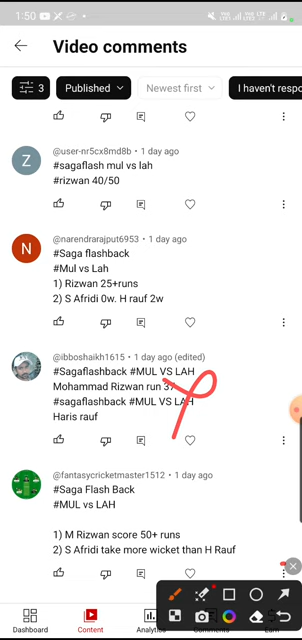 1:50
Video comments
3
Published
Newest first
I haven't respo
Z
@user-nr5cx8md8b • 1 day ago
#sagaflash mul vs lah
#rizwan 40/50
N
@narendrarajput6953 • 1 day ago
#Saga flashback
#Mul vs Lah
1) Rizwan 25+runs
2) S Afridi 0w. H rauf 2w
@ibboshaikh1615 • 1 day ago (edited)
#Sagaflashback #MUL VS LAH
Mohammad Rizwan run 37
#sagaflashback #MUL VS LAH
Haris rauf
@fantasycricketmaster1512 • 1 day ago
#Saga Flash Back
#MUL vs LAH
1) M Rizwan score 50+ runs
2) S Afridi take more wicket than H Rauf
Dashboard
Content
Analytics
Comments
Earn